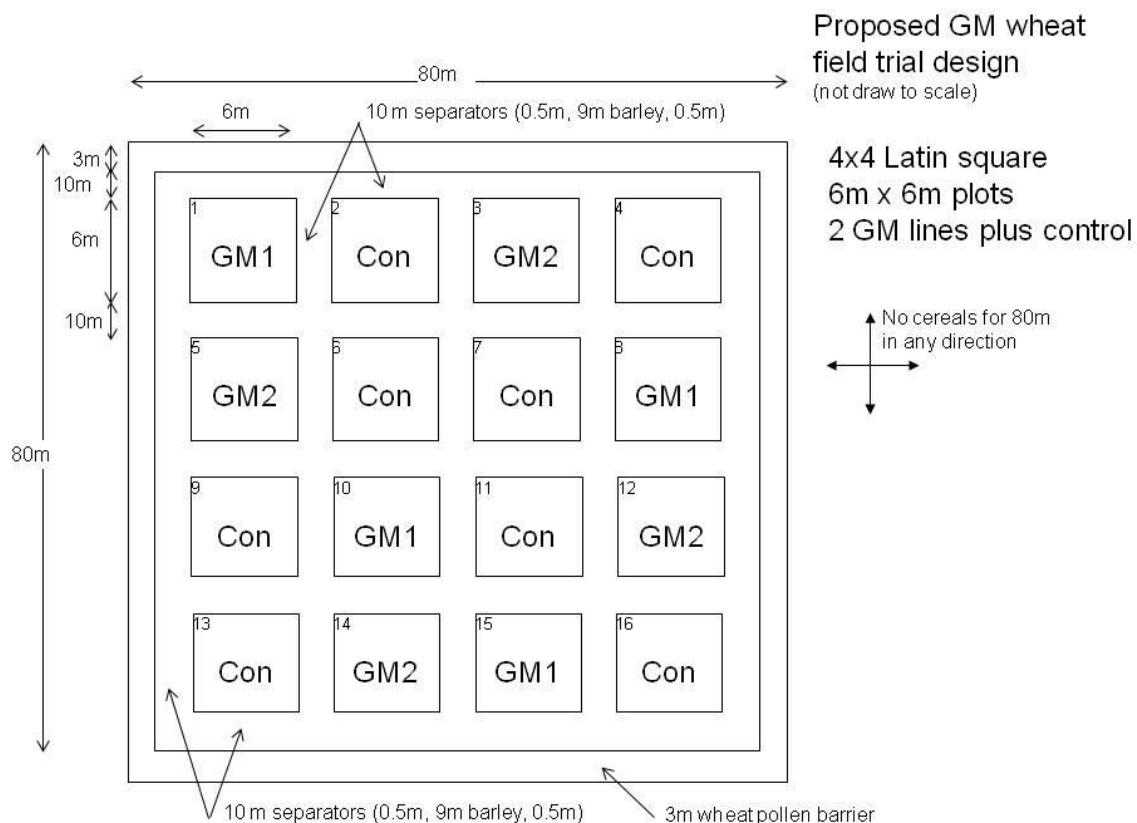 Proposed GM wheat
field trial design
(not draw to scale)
4x4 Latin square
6m x 6m plots
2 GM lines plus control
No cereals for 80m
in any direction
80m
6m
10 m separators (0.5m, 9m barley, 0.5m)
3m
10m
6m
10m
80m
1
GM1
2
Con
3
GM2
4
Con
5
GM2
6
Con
7
Con
8
GM1
9
Con
10
GM1
11
Con
12
GM2
13
Con
14
GM2
15
GM1
16
Con
10 m separators (0.5m, 9m barley, 0.5m)
3m wheat pollen barrier